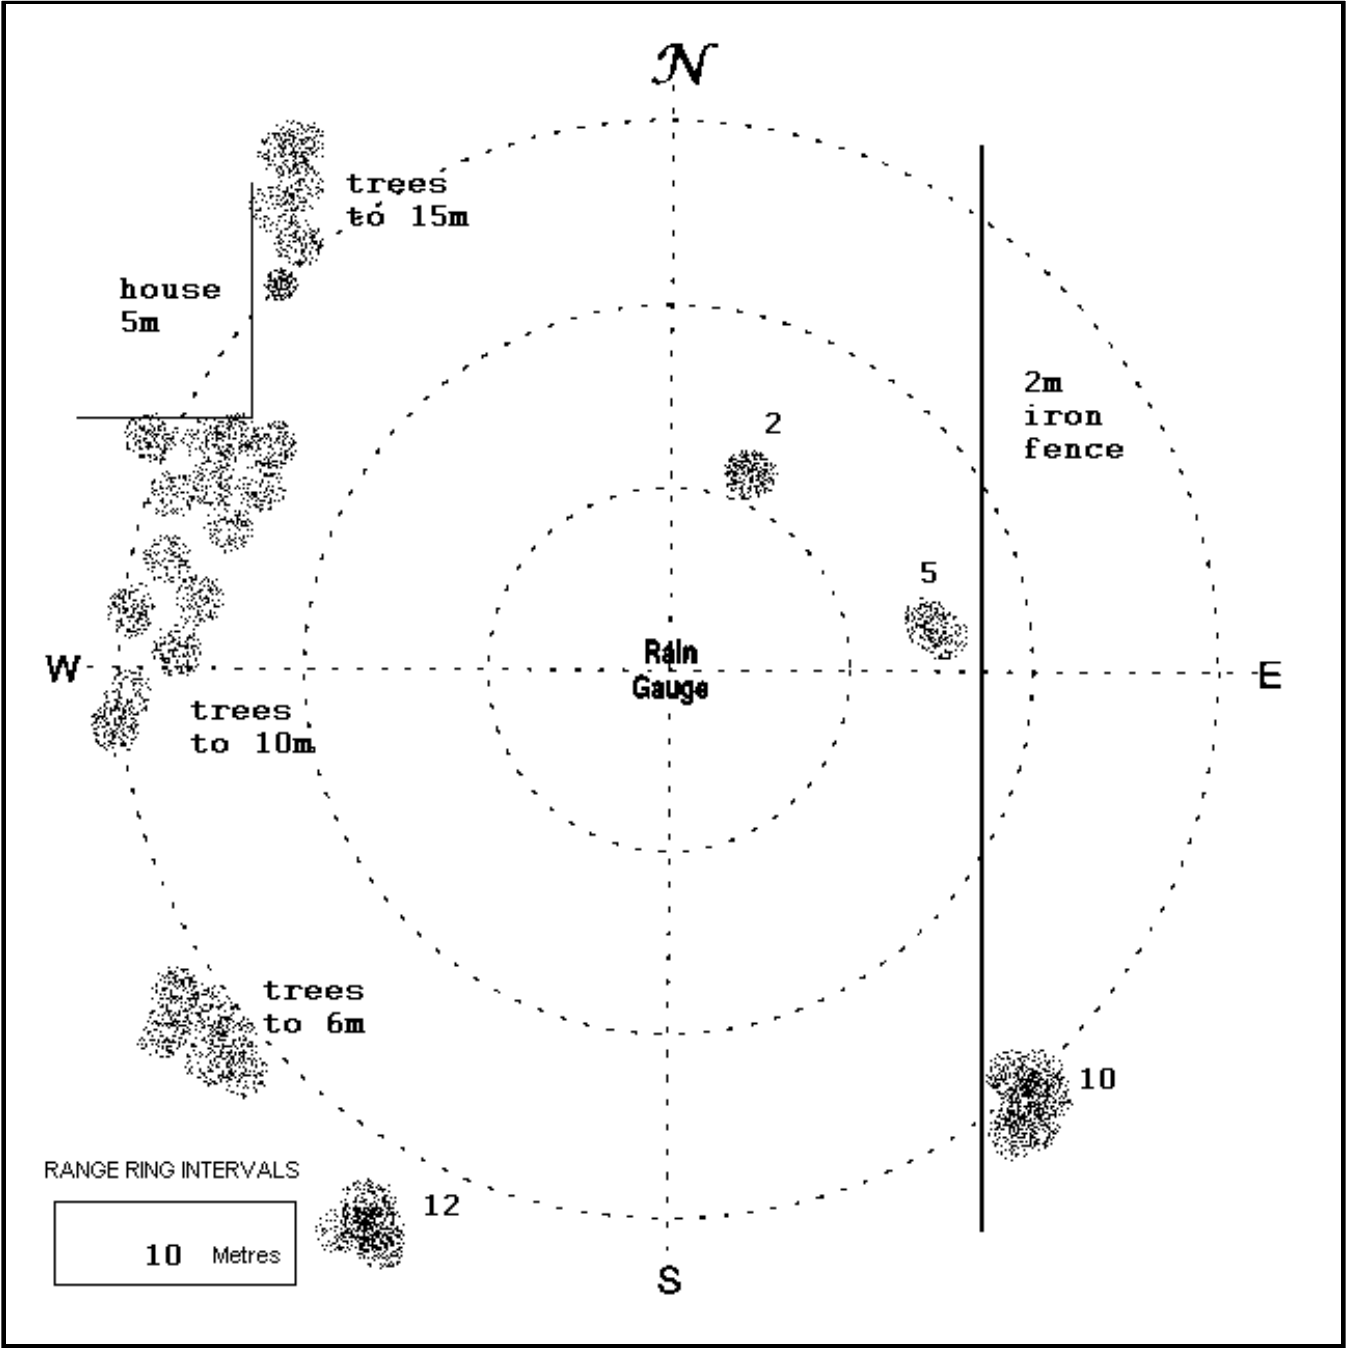 N
trees
to 15m
house
5m
2m
iron
fence
2
5
W
Rain
Gauge
E
trees
to 10m
trees
to 6m
10
RANGE RING INTERVALS
10 Metres
12
S